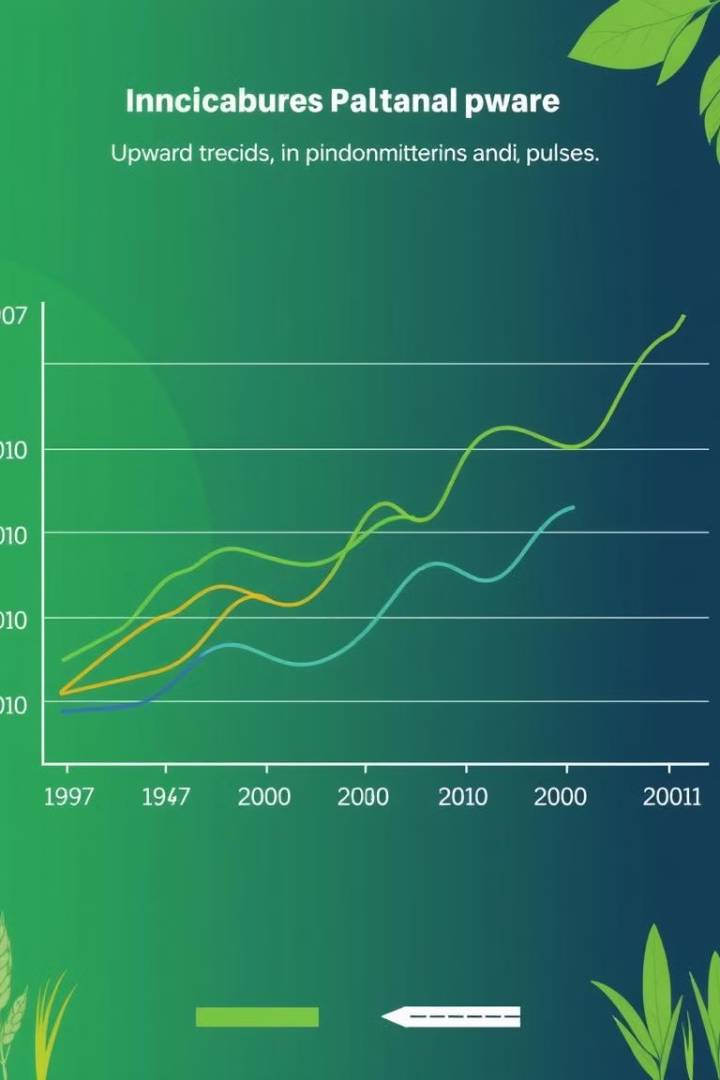 Inncicabures Paltanal pware
Upward trecids, in pindonmitterins andi, pulses.
907
010
010
010
010
1997 1947 2000 2000 2010 2000 20011